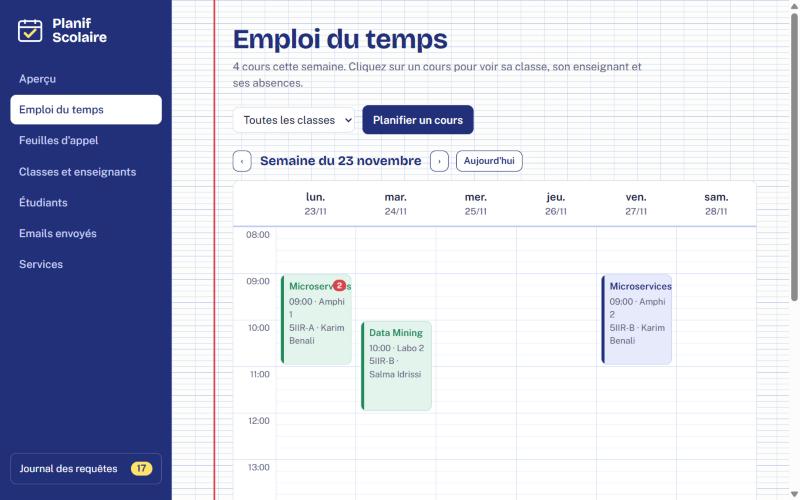 Planif
Scolaire
Aperçu
Emploi du temps
Feuilles d'appel
Classes et enseignants
Étudiants
Emails envoyés
Services
Journal des requêtes 17
Emploi du temps
4 cours cette semaine. Cliquez sur un cours pour voir sa classe, son enseignant et
ses absences.
Toutes les classes
Planifier un cours
‹ Semaine du 23 novembre › Aujourd'hui
lun. mar. mer. jeu. ven. sam.
23/11 24/11 25/11 26/11 27/11 28/11
08:00
09:00
2
09:00 · Amphi
1
5IIR-A · Karim
Benali
Microservices
09:00 · Amphi
2
5IIR-B · Karim
Benali
10:00
Data Mining
10:00 · Labo 2
5IIR-B ·
Salma Idrissi
11:00
12:00
13:00